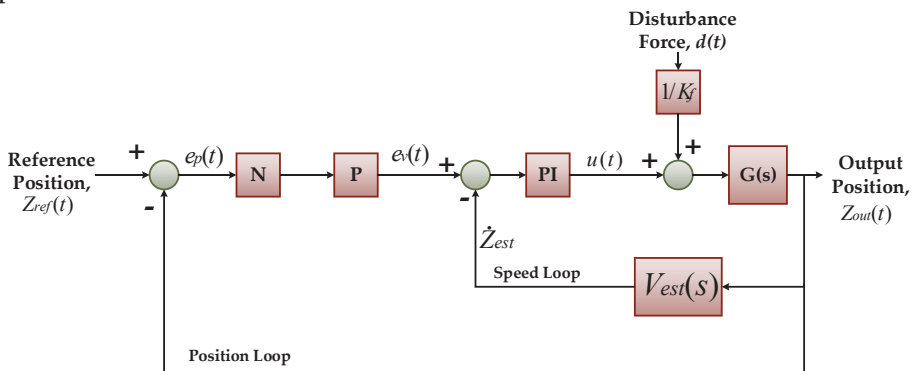 Disturbance
Force, d(t)
1/Kf
Reference
Position,
Zref(t)
+
-
ep(t)
N
P
ev(t)
+
-
PI
u(t)
+
+
G(s)
Output
Position,
Zout(t)
Żest
Speed Loop
Vest(s)
Position Loop